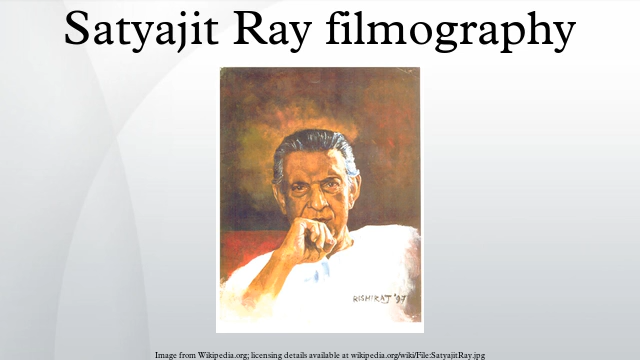 Satyajit Ray filmography
RISHIRAJ '97
Image from Wikipedia.org; licensing details available at wikipedia.org/wiki/File:SatyajitRay.jpg